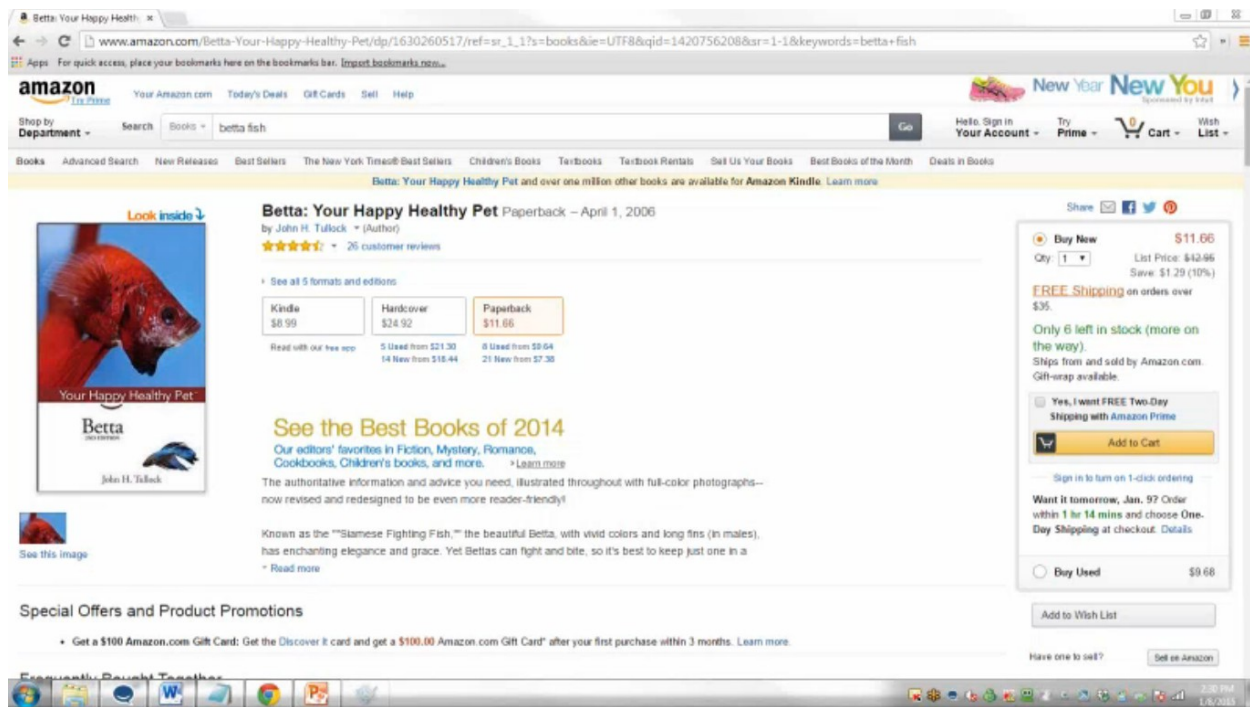 Betta: Your Happy Health
www.amazon.com/Betta-Your-Happy-Healthy-Pet/dp/1630260517/ref=sr_1_1?s=books&ie=UTF8&qid=1420756208&sr=1-1&keywords=betta+fish
Apps For quick access, place your bookmarks here on the bookmarks bar. Import bookmarks now...
amazon
Try Prime
Your Amazon.com Today's Deals Gift Cards Sell Help
New Year New You
Sponsored by Intuit
Shop by
Department
Search Books betta fish Go
Hello. Sign in
Your Account
Try
Prime
0
Cart
Wish
List
Books Advanced Search New Releases Best Sellers The New York Times® Best Sellers Children's Books Textbooks Textbook Rentals Sell Us Your Books Best Books of the Month Deals in Books
Betta: Your Happy Healthy Pet and over one million other books are available for Amazon Kindle. Learn more
Look inside
Your Happy Healthy Pet™
Betta
2ND EDITION
John H. Tullock
See this image
Betta: Your Happy Healthy Pet Paperback – April 1, 2006
by John H. Tullock (Author)
26 customer reviews
See all 5 formats and editions
Kindle
$8.99
Hardcover
$24.92
Paperback
$11.66
Read with our free app
5 Used from $21.30
14 New from $18.44
8 Used from $9.64
21 New from $7.38
See the Best Books of 2014
Our editors' favorites in Fiction, Mystery, Romance,
Cookbooks, Children's books, and more. Learn more
The authoritative information and advice you need, illustrated throughout with full-color photographs--
now revised and redesigned to be even more reader-friendly!
Known as the ""Siamese Fighting Fish,"" the beautiful Betta, with vivid colors and long fins (in males),
has enchanting elegance and grace. Yet Bettas can fight and bite, so it's best to keep just one in a
Read more
Share
Buy New $11.66
Qty: 1
List Price: $12.95
Save: $1.29 (10%)
FREE Shipping on orders over
$35.
Only 6 left in stock (more on
the way).
Ships from and sold by Amazon.com.
Gift-wrap available.
Yes, I want FREE Two-Day
Shipping with Amazon Prime
Add to Cart
Sign in to turn on 1-click ordering
Want it tomorrow, Jan. 9? Order
within 1 hr 14 mins and choose One-
Day Shipping at checkout. Details
Buy Used $9.68
Add to Wish List
Have one to sell? Sell on Amazon
Special Offers and Product Promotions
Get a $100 Amazon.com Gift Card: Get the Discover it card and get a $100.00 Amazon.com Gift Card* after your first purchase within 3 months. Learn more.
Frequently Bought Together
2:30 PM
1/8/2015